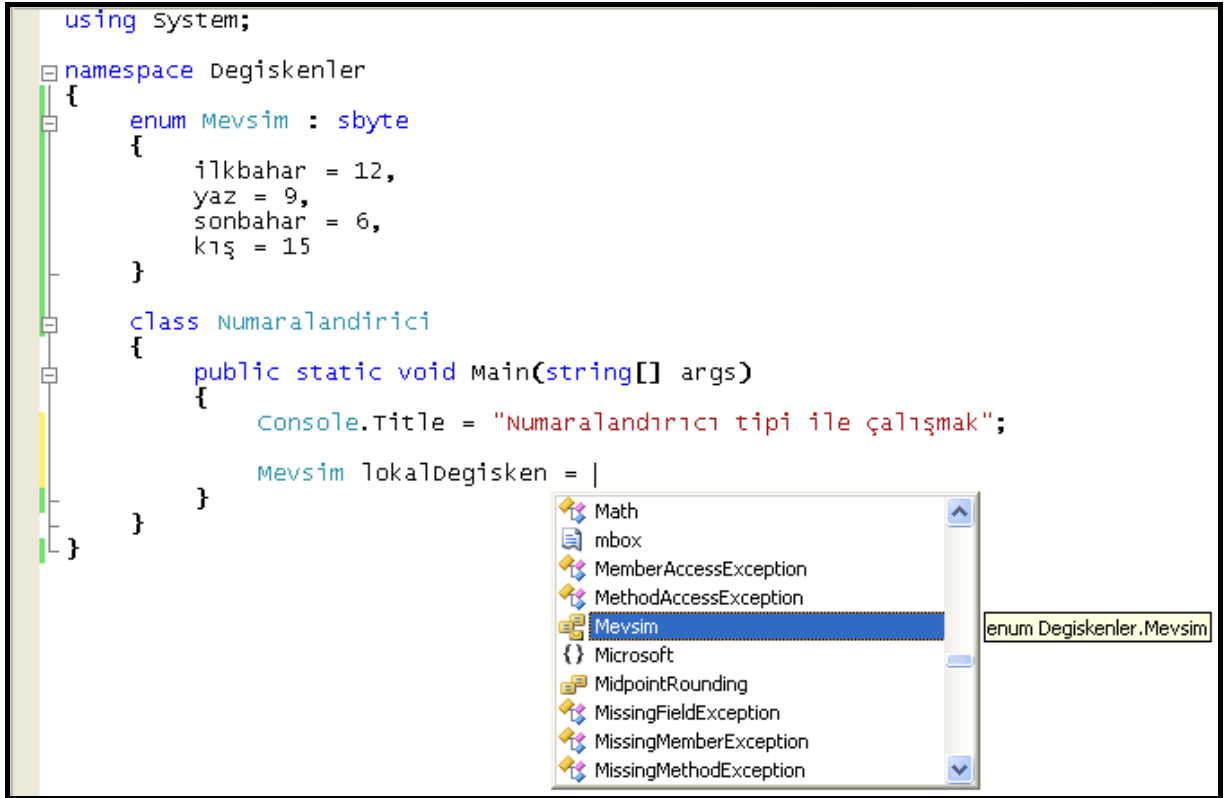 using System;
namespace Degiskenler
{
enum Mevsim : sbyte
{
ilkbahar = 12,
yaz = 9,
sonbahar = 6,
kış = 15
}
class Numaralandirici
{
public static void Main(string[] args)
{
Console.Title = "Numaralandırıcı tipi ile çalışmak";
Mevsim lokalDegisken = 
}
}
}
Math
mbox
MemberAccessException
MethodAccessException
Mevsim
enum Degiskenler.Mevsim
{} Microsoft
MidpointRounding
MissingFieldException
MissingMemberException
MissingMethodException